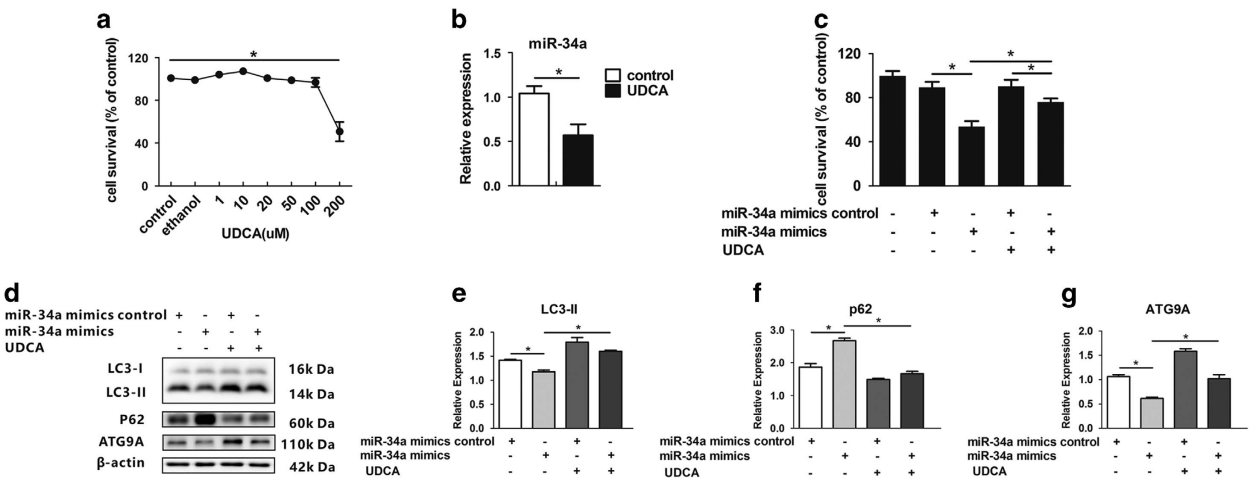 a
cell survival (% of control)
120
80
40
0
*
control
ethanol
1
10
20
50
100
200
UDCA(uM)
b
miR-34a
Relative expression
1.5
1.0
0.5
0.0
*
control
UDCA
c
cell survival (% of control)
120
80
40
0
*
* *
miR-34a mimics control - + - + -
miR-34a mimics - - + - +
UDCA - - - + +
d
miR-34a mimics control + - + -
miR-34a mimics - + - +
UDCA - - + +
LC3-I 16k Da
LC3-II 14k Da
P62 60k Da
ATG9A 110k Da
β-actin 42k Da
e
LC3-II
Relative Expression
2.0
1.5
1.0
0.5
0.0
*
*
miR-34a mimics control + - + -
miR-34a mimics - + - +
UDCA - - + +
f
p62
Relative Expression
3.0
2.0
1.0
0.0
*
*
miR-34a mimics control + - + -
miR-34a mimics - + - +
UDCA - - + +
g
ATG9A
Relative Expression
2.0
1.5
1.0
0.5
0.0
*
*
miR-34a mimics control + - + -
miR-34a mimics - + - +
UDCA - - + +